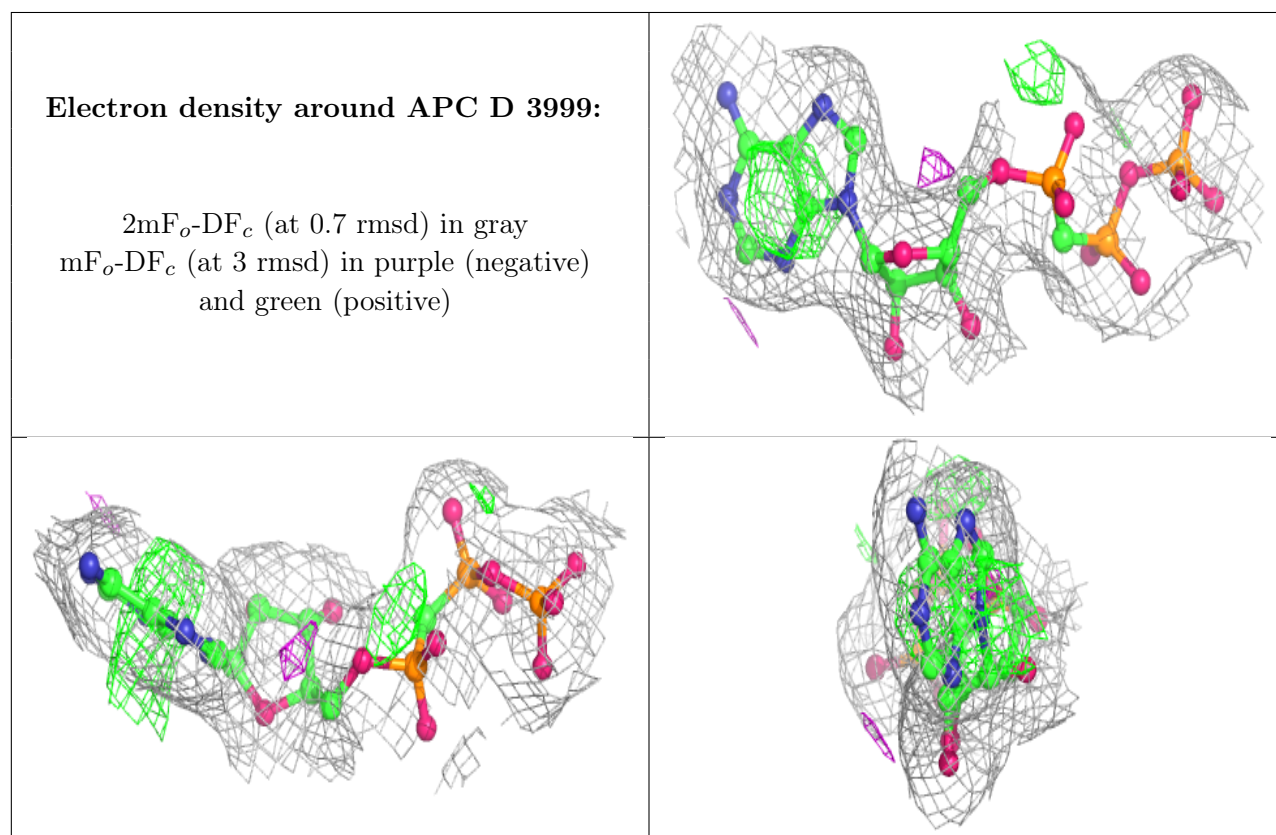 Electron density around APC D 3999:
2mFo-DFc (at 0.7 rmsd) in gray
mFo-DFc (at 3 rmsd) in purple (negative)
and green (positive)